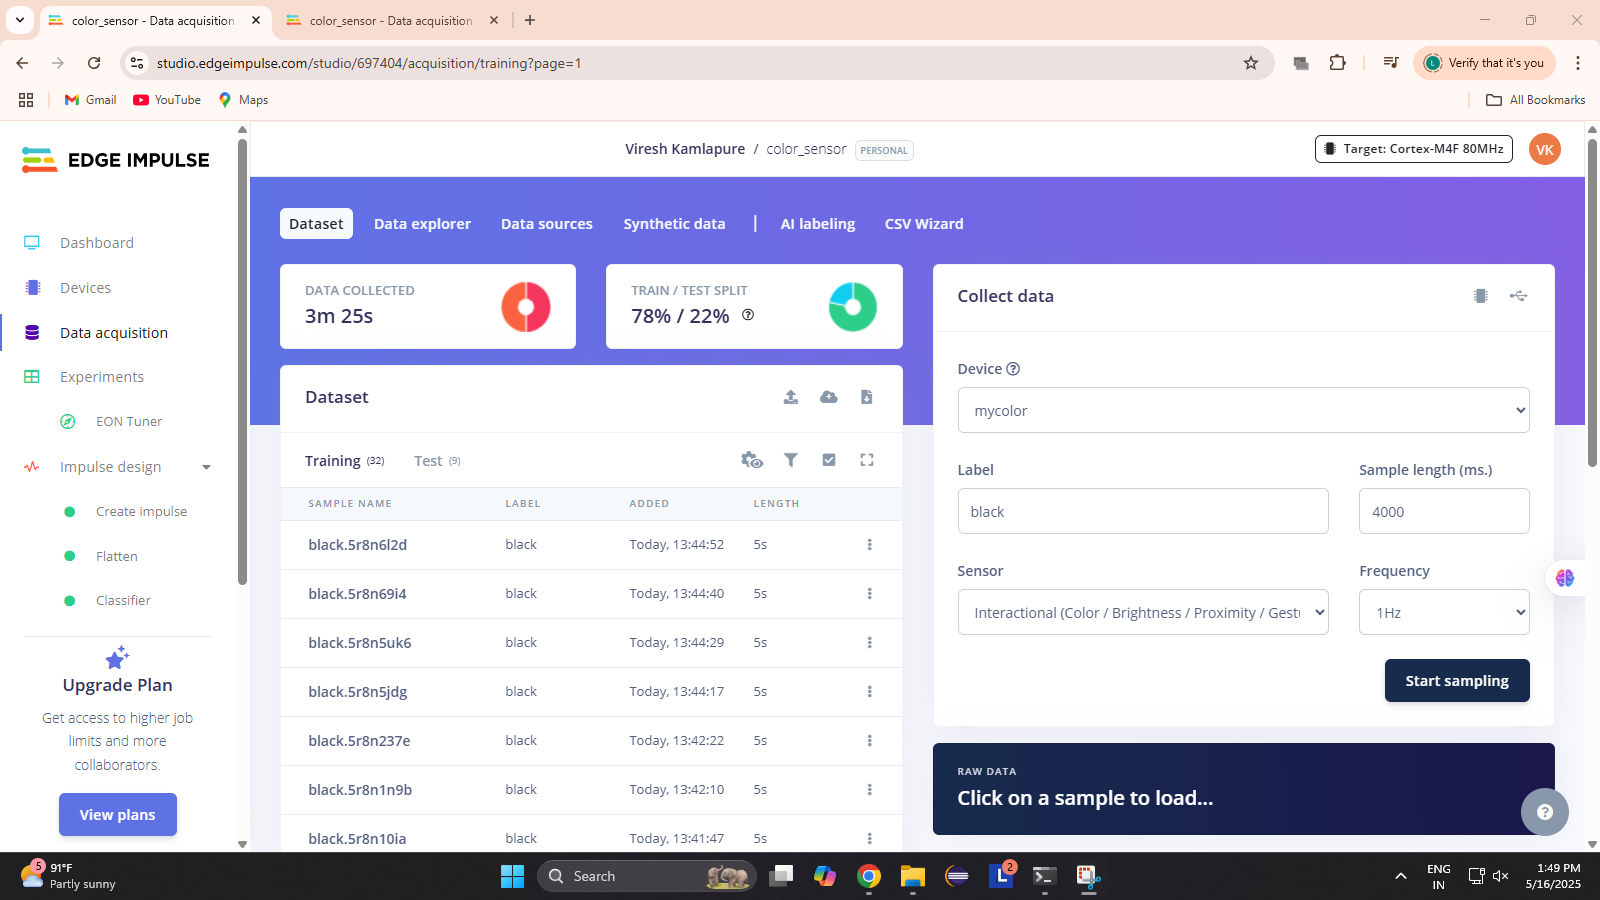 color_sensor - Data acquisition
color_sensor - Data acquisition
studio.edgeimpulse.com/studio/697404/acquisition/training?page=1
L
Verify that it's you
Gmail
YouTube
Maps
All Bookmarks
EDGE IMPULSE
Viresh Kamlapure / color_sensor PERSONAL
Target: Cortex-M4F 80MHz
VK
Dashboard
Devices
Data acquisition
Experiments
EON Tuner
Impulse design
Create impulse
Flatten
Classifier
Upgrade Plan
Get access to higher job
limits and more
collaborators.
View plans
Dataset
Data explorer
Data sources
Synthetic data
|
AI labeling
CSV Wizard
DATA COLLECTED
3m 25s
TRAIN / TEST SPLIT
78% / 22% ?
Dataset
Training (32)
Test (9)
SAMPLE NAME LABEL ADDED LENGTH
black.5r8n6l2d black Today, 13:44:52 5s
black.5r8n69i4 black Today, 13:44:40 5s
black.5r8n5uk6 black Today, 13:44:29 5s
black.5r8n5jdg black Today, 13:44:17 5s
black.5r8n237e black Today, 13:42:22 5s
black.5r8n1n9b black Today, 13:42:10 5s
black.5r8n10ia black Today, 13:41:47 5s
Collect data
Device ?
mycolor
Label
black
Sample length (ms.)
4000
Sensor
Interactional (Color / Brightness / Proximity / Gestu
Frequency
1Hz
Start sampling
RAW DATA
Click on a sample to load...
?
5
91°F
Partly sunny
Search
L
2
ENG
IN
1:49 PM
5/16/2025